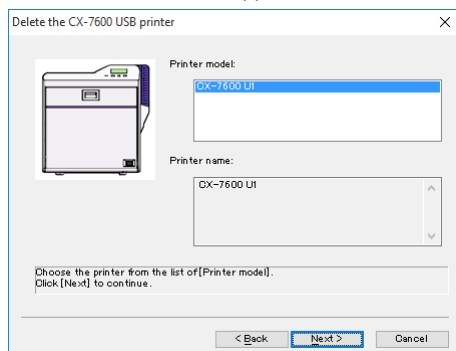 Delete the CX-7600 USB printer
Printer model:
CX-7600 U1
Printer name:
CX-7600 U1
Choose the printer from the list of[Printer model].
Click [Next] to continue.
< Back
Next >
Cancel